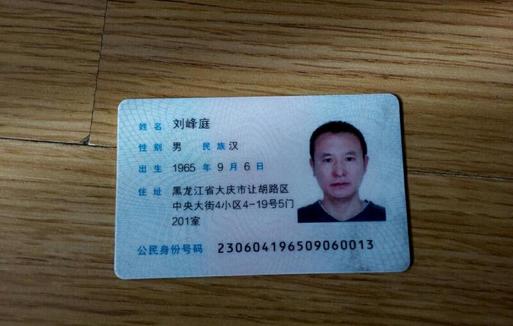 姓名 刘峰庭
性别 男 民族 汉
出生 1965 年 9 月 6 日
住址 黑龙江省大庆市让胡路区
中央大街4小区4-19号5门
201室
公民身份号码 230604196509060013